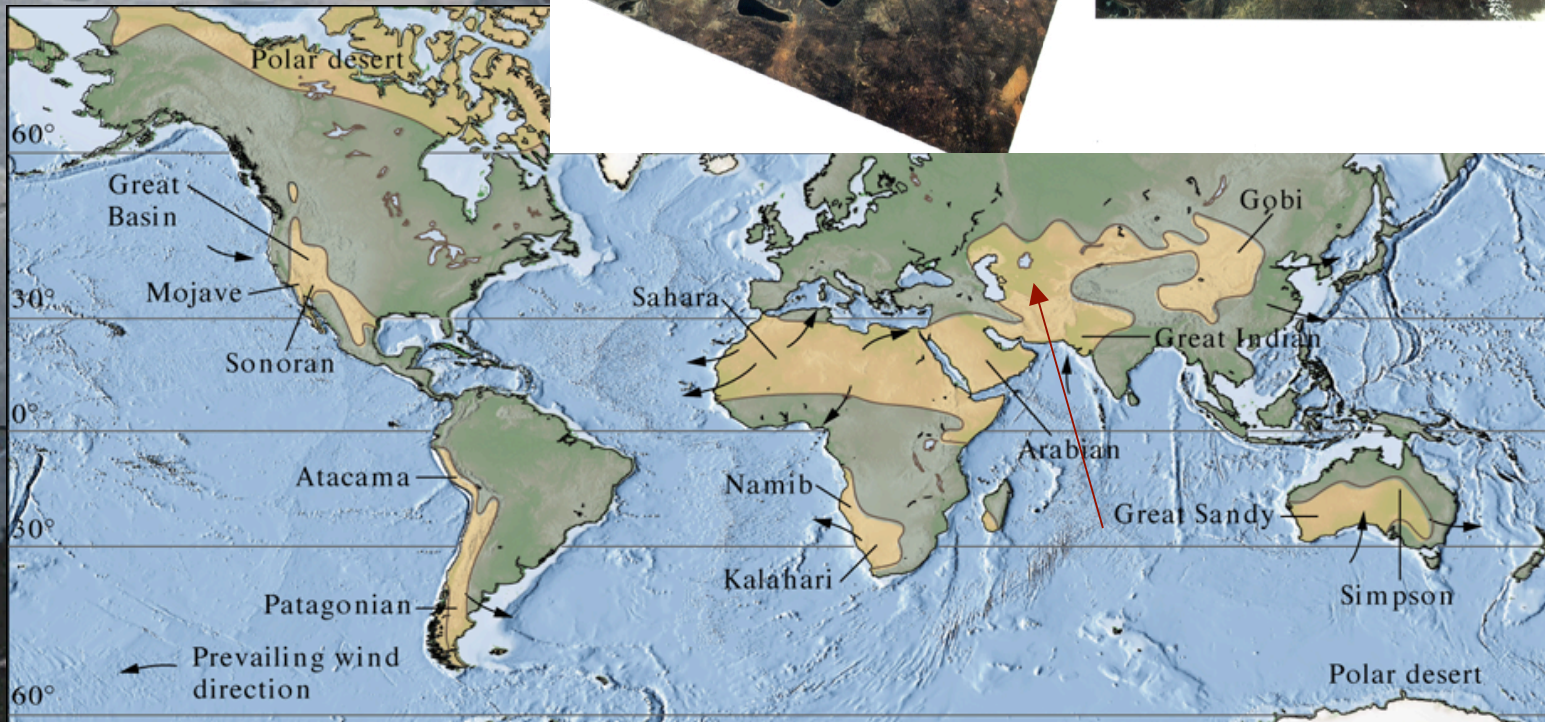 Polar desert
60°
Great
Basin
Gobi
Mojave
30°
Sahara
Great Indian
Sonoran
0°
Arabian
Atacama
Namib
Great Sandy
30°
Kalahari
Patagonian
Simpson
Prevailing wind
direction
Polar desert
60°